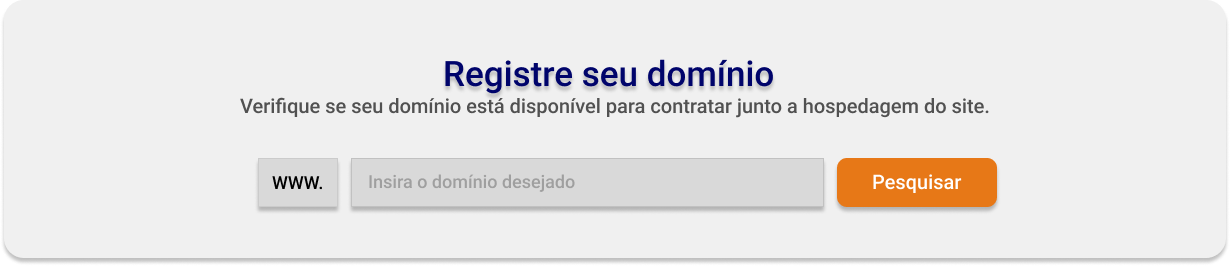 Registre seu domínio
Verifique se seu domínio está disponível para contratar junto a hospedagem do site.
WWW. Insira o domínio desejado Pesquisar